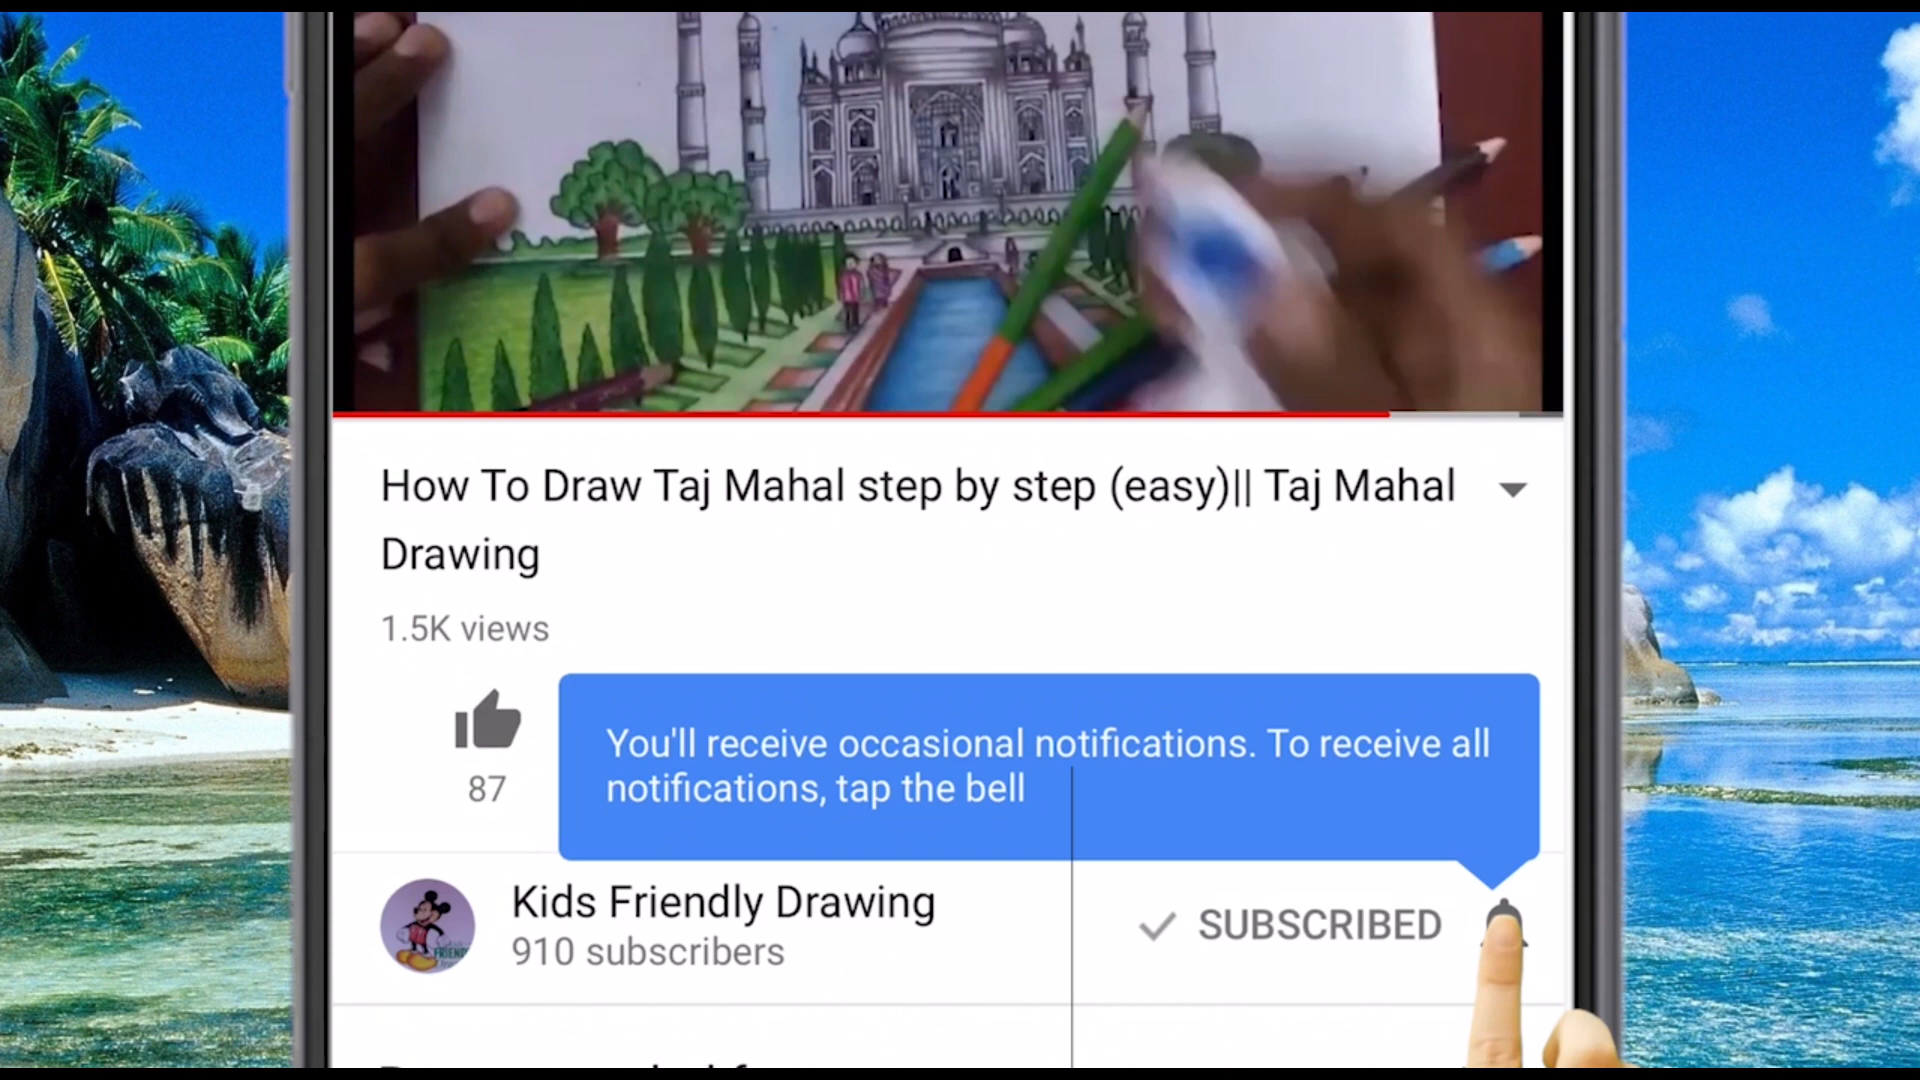 How To Draw Taj Mahal step by step (easy)|| Taj Mahal
Drawing
1.5K views
You'll receive occasional notifications. To receive all
notifications, tap the bell
87
Kids Friendly Drawing
910 subscribers
SUBSCRIBED